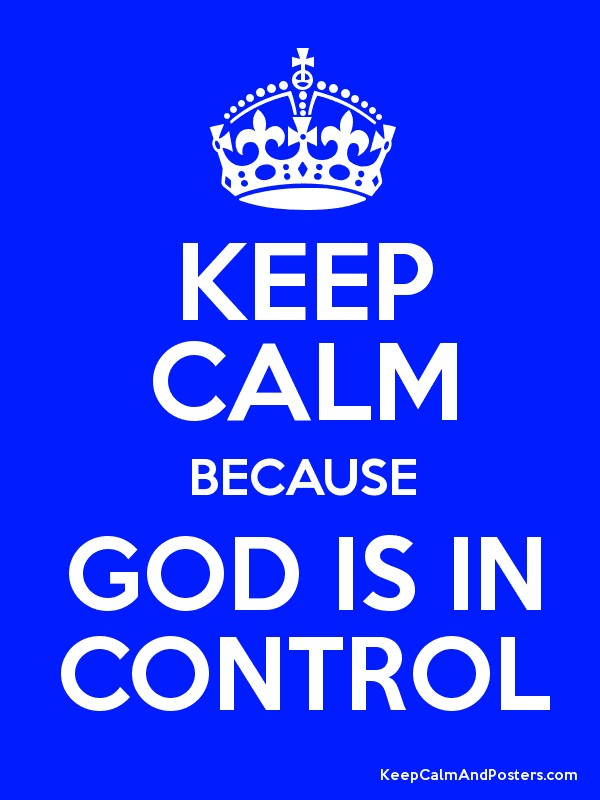 KEEP
CALM
BECAUSE
GOD IS IN
CONTROL
KeepCalmAndPosters.com